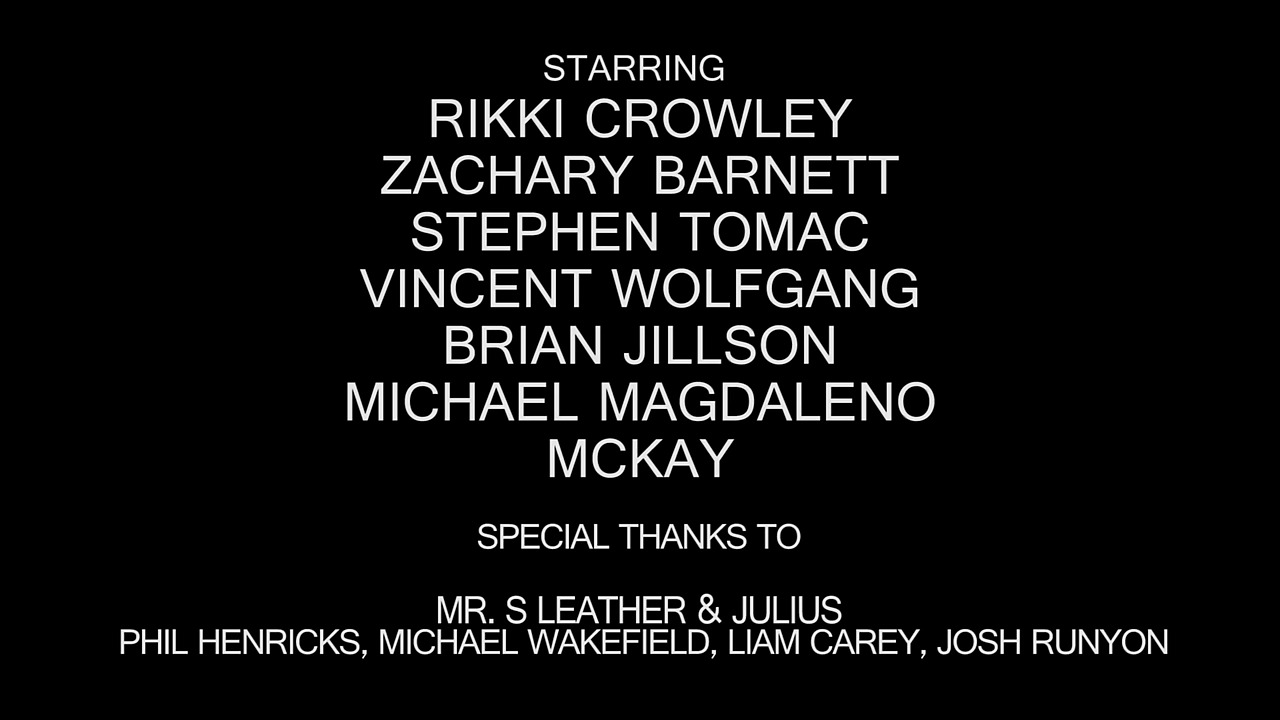 STARRING
RIKKI CROWLEY
ZACHARY BARNETT
STEPHEN TOMAC
VINCENT WOLFGANG
BRIAN JILLSON
MICHAEL MAGDALENO
MCKAY
SPECIAL THANKS TO
MR. S LEATHER & JULIUS
PHIL HENRICKS, MICHAEL WAKEFIELD, LIAM CAREY, JOSH RUNYON